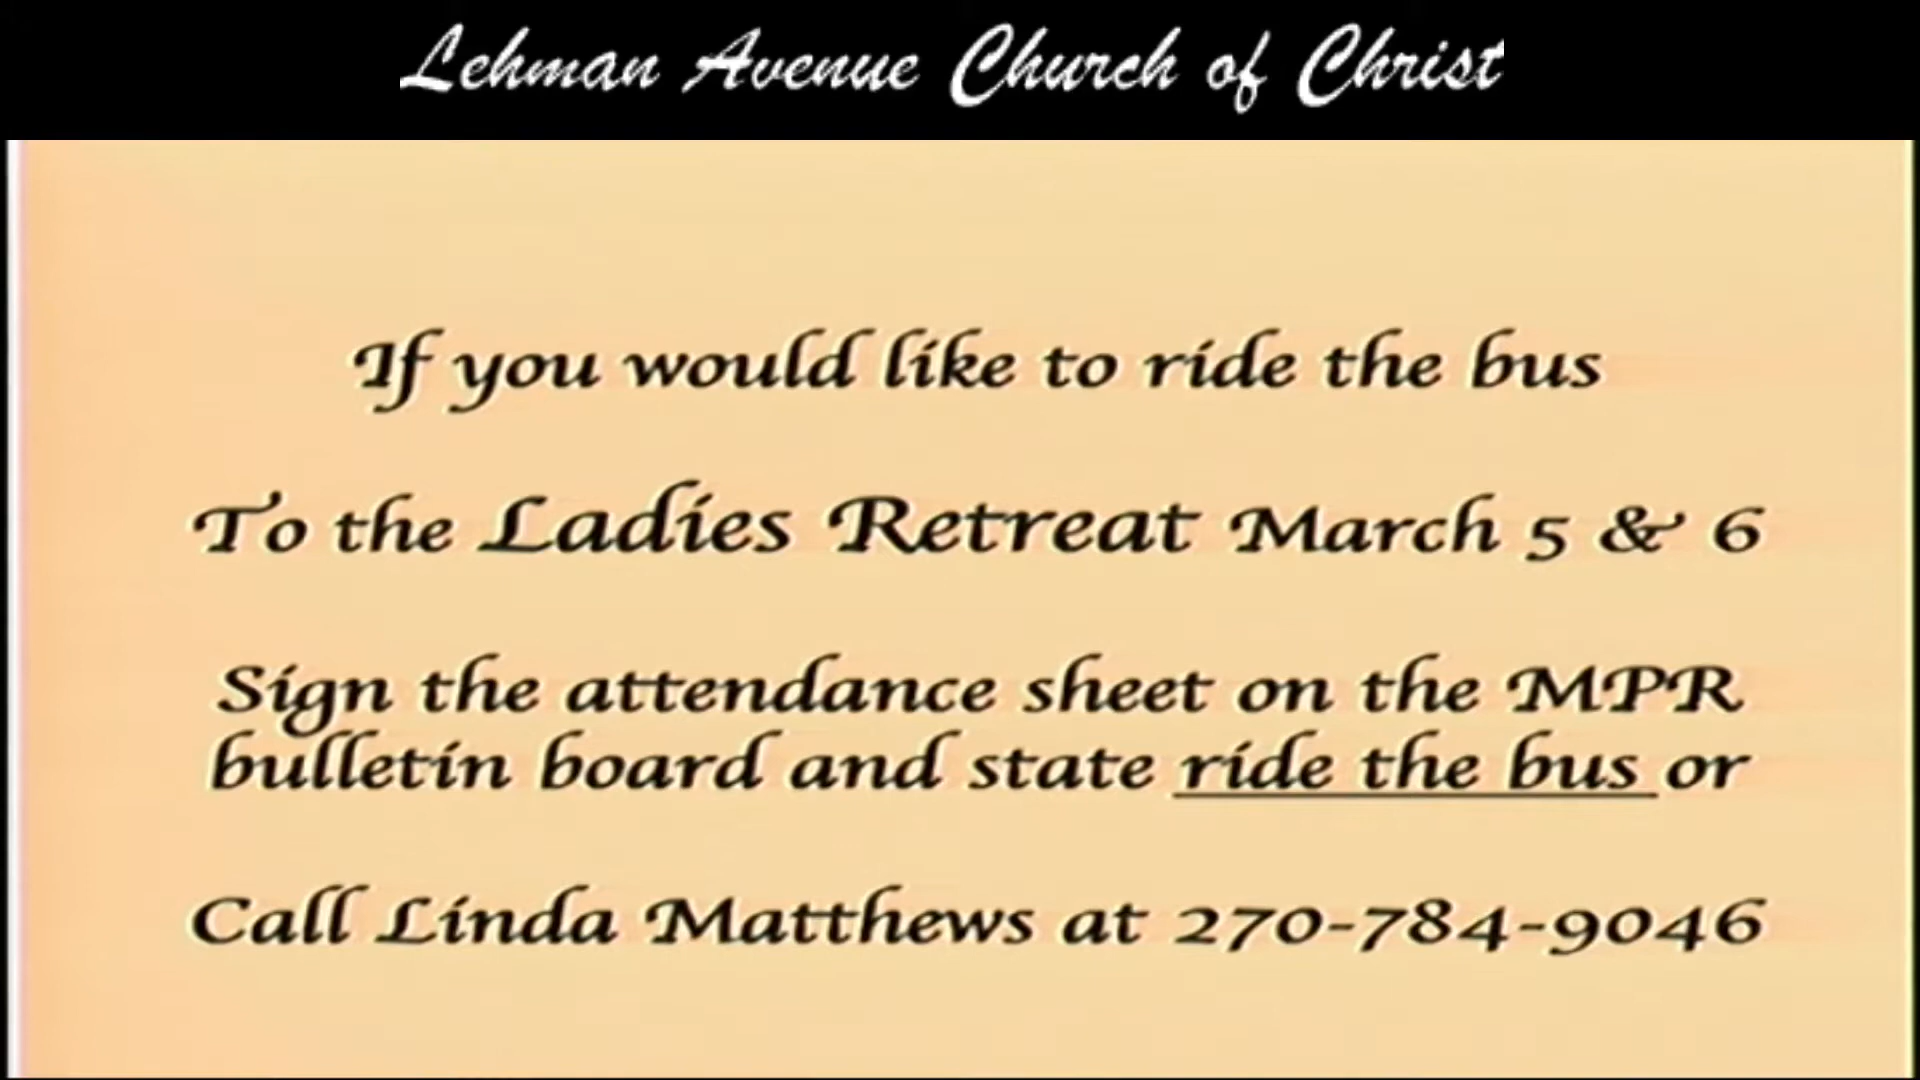 Lehman Avenue Church of Christ
If you would like to ride the bus
To the Ladies Retreat March 5 & 6
Sign the attendance sheet on the MPR
bulletin board and state ride the bus or
Call Linda Matthews at 270-784-9046